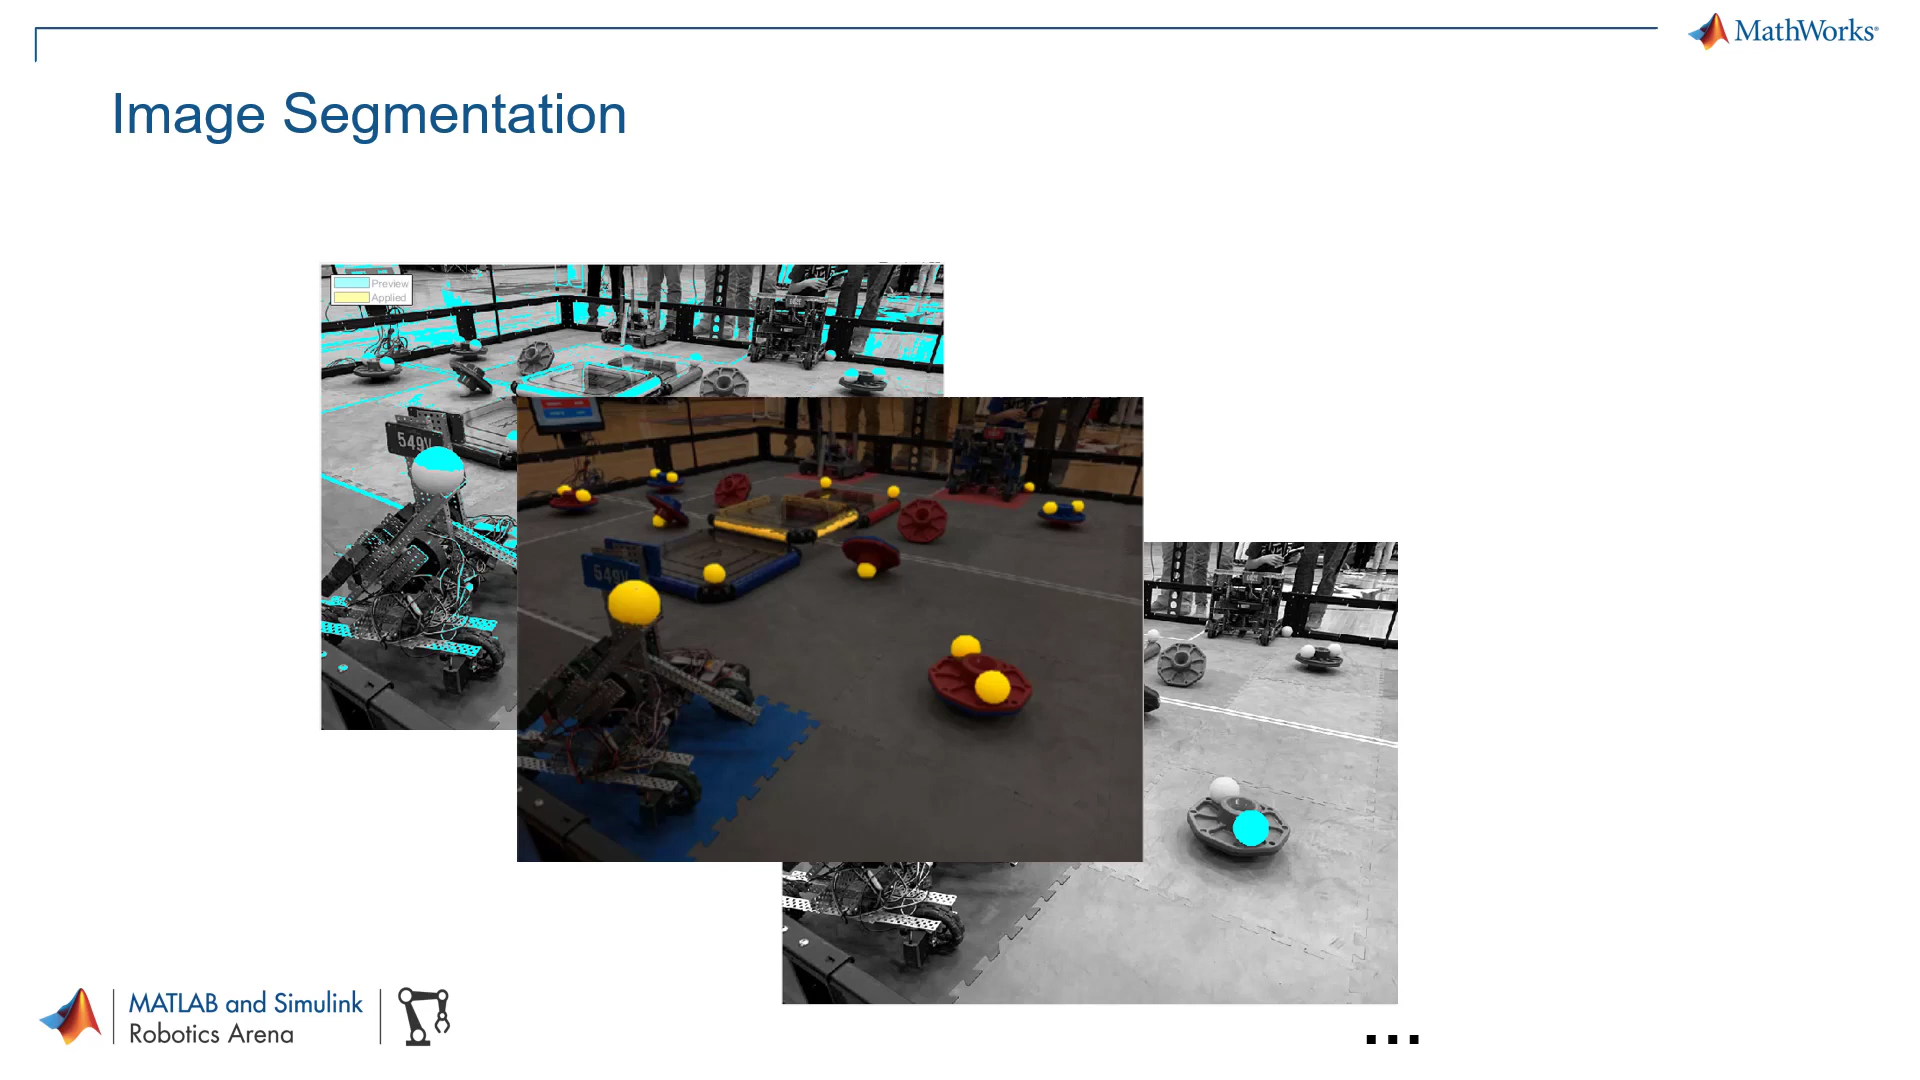 MathWorks®
Image Segmentation
Preview
Applied
549V
549V
MATLAB and Simulink
Robotics Arena
...